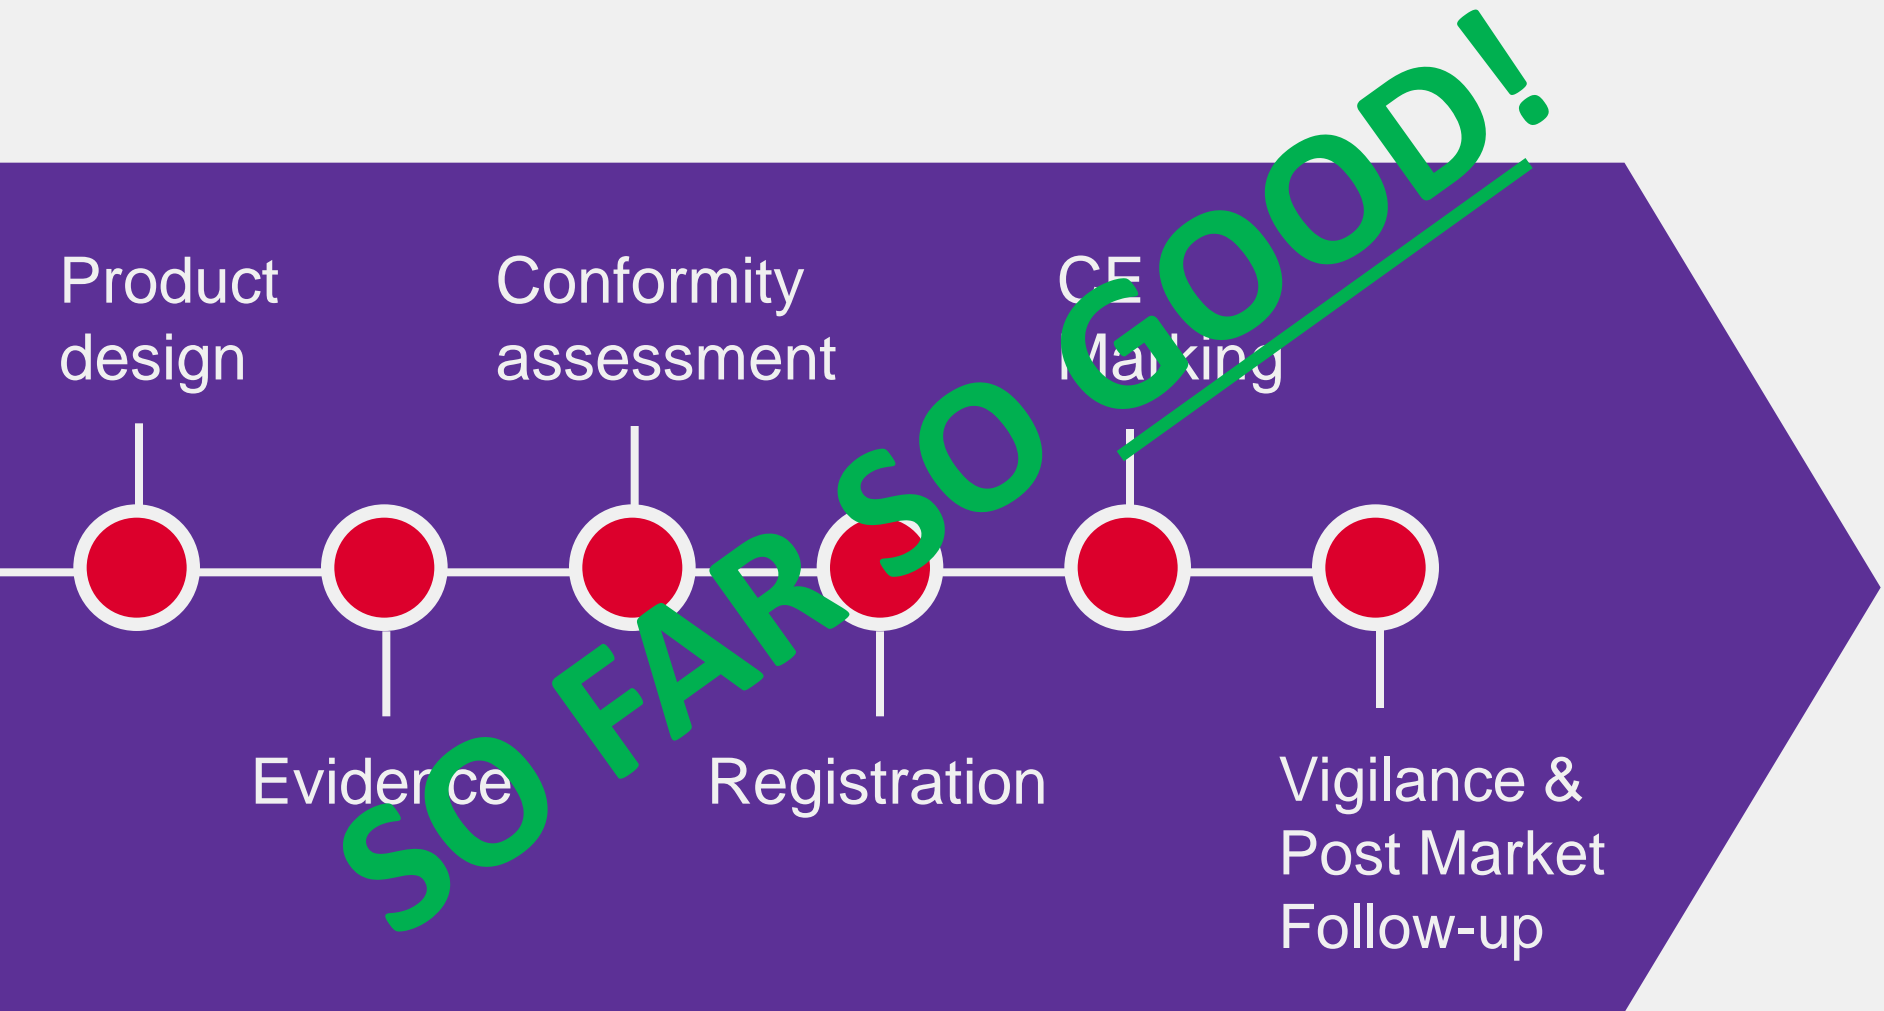 Product
design
Conformity
assessment
CE
Marking
SO FAR SO GOOD!
Evidence
Registration
Vigilance &
Post Market
Follow-up